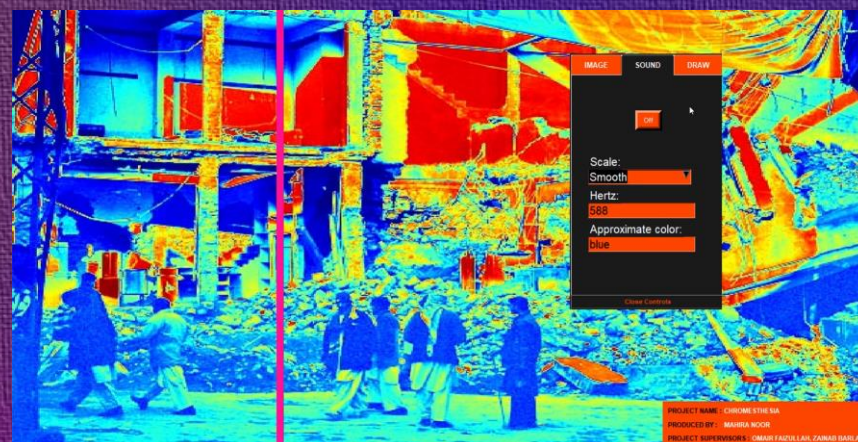 IMAGE SOUND DRAW
Off
Scale:
Smooth
Hertz:
588
Approximate color:
blue
Close Controls
PROJECT NAME : CHROMESTHESIA
PRODUCED BY : MAHRA NOOR
PROJECT SUPERVISORS : OMAIR FAIZULLAH, ZAINAB